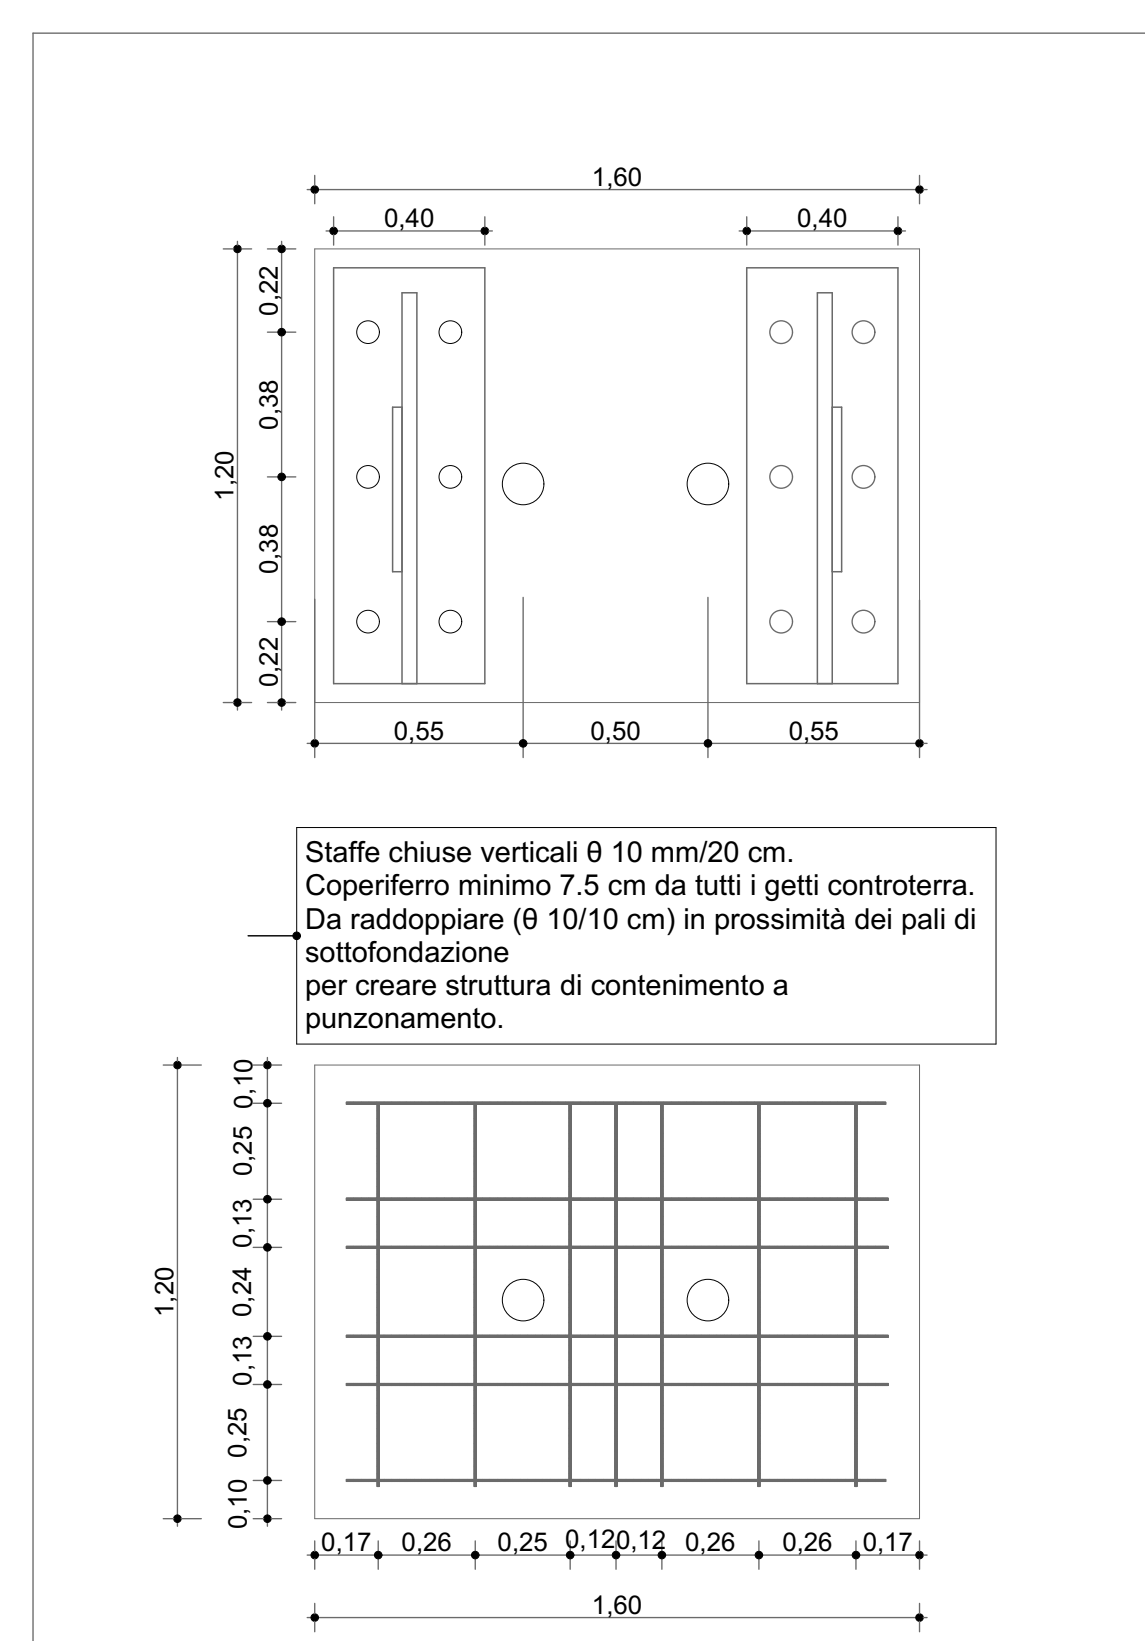 1,60
0,40 0,40
0,22
0,38
1,20
0,38
0,22
0,55 0,50 0,55
Staffe chiuse verticali θ 10 mm/20 cm.
Coperiferro minimo 7.5 cm da tutti i getti controterra.
Da raddoppiare (θ 10/10 cm) in prossimità dei pali di
sottofondazione
per creare struttura di contenimento a
punzonamento.
0,10
0,25
0,13
1,20
0,24
0,13
0,25
0,10
0,17 0,26 0,25 0,12 0,12 0,26 0,26 0,17
1,60